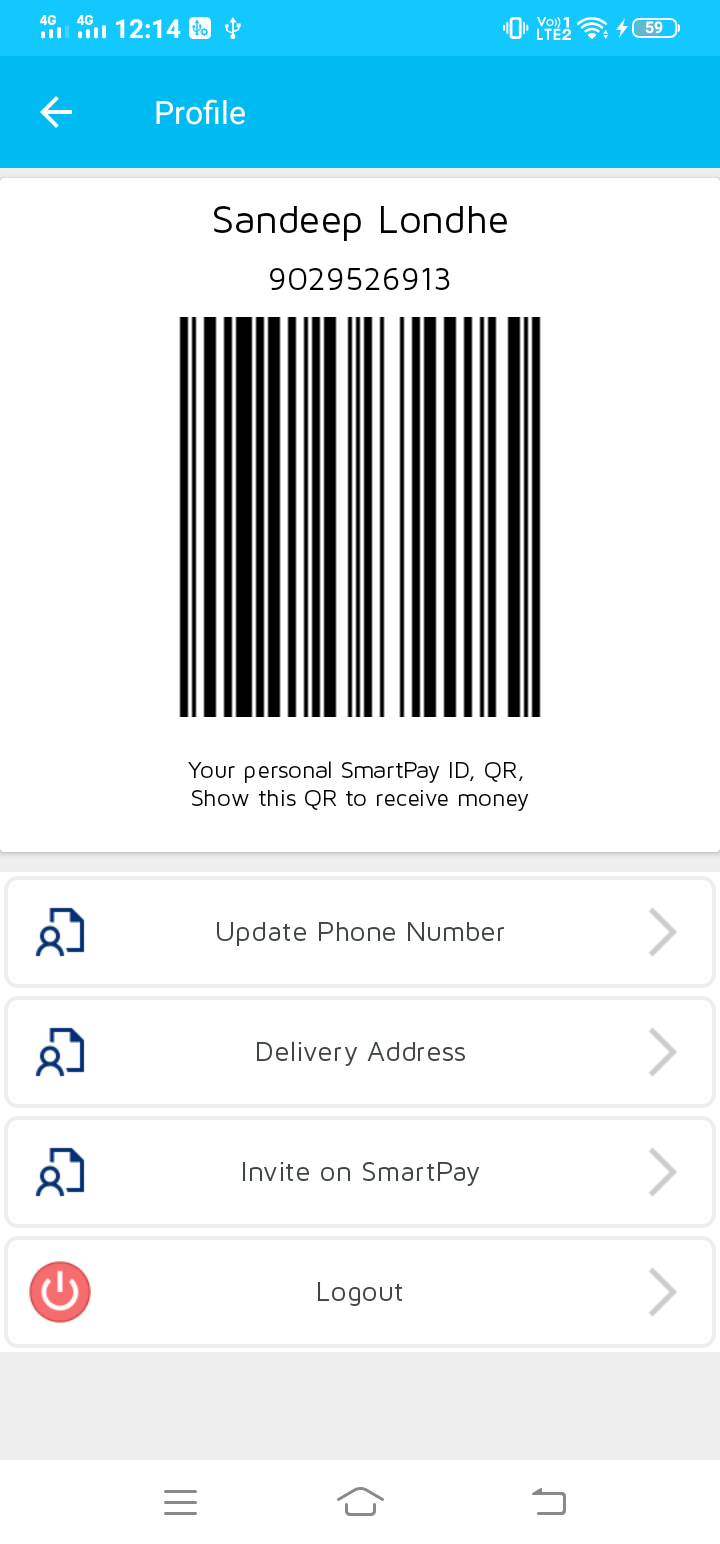 4G 4G 12:14 Vo)) 1 LTE2 59
Profile
Sandeep Londhe
9029526913
Your personal SmartPay ID, QR,
Show this QR to receive money
Update Phone Number
Delivery Address
Invite on SmartPay
Logout